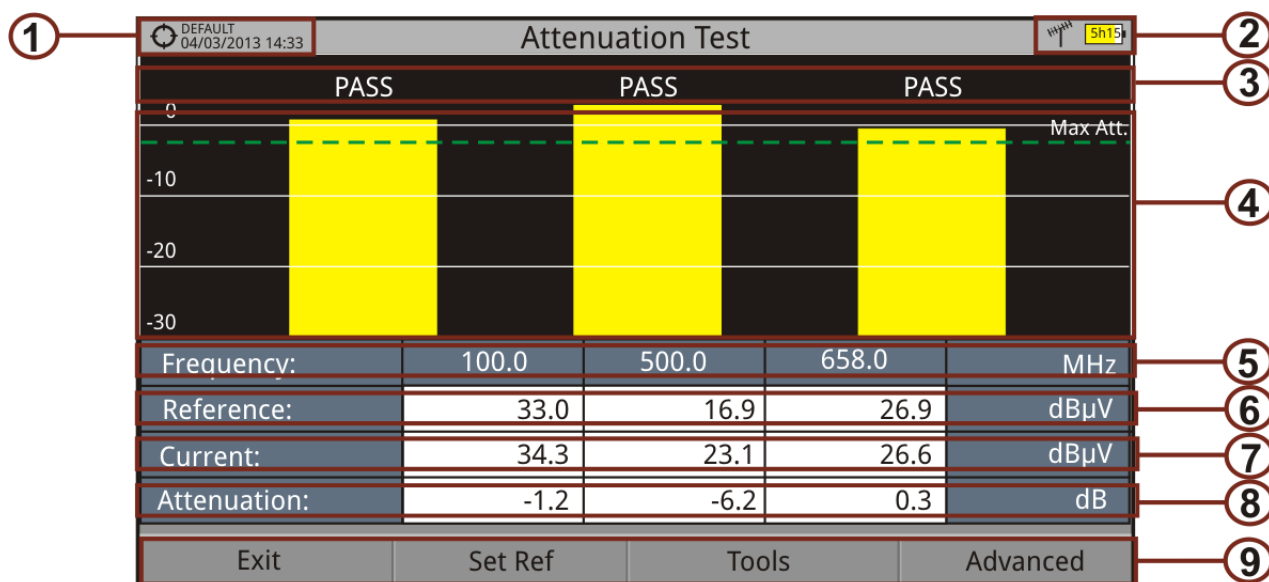 1
DEFAULT
04/03/2013 14:33
Attenuation Test
5h15
2
PASS PASS PASS
3
0
Max Att.
-10
4
-20
-30
Frequency: 100.0 500.0 658.0 MHz
5
Reference: 33.0 16.9 26.9 dBµV
6
Current: 34.3 23.1 26.6 dBµV
7
Attenuation: -1.2 -6.2 0.3 dB
8
Exit Set Ref Tools Advanced
9